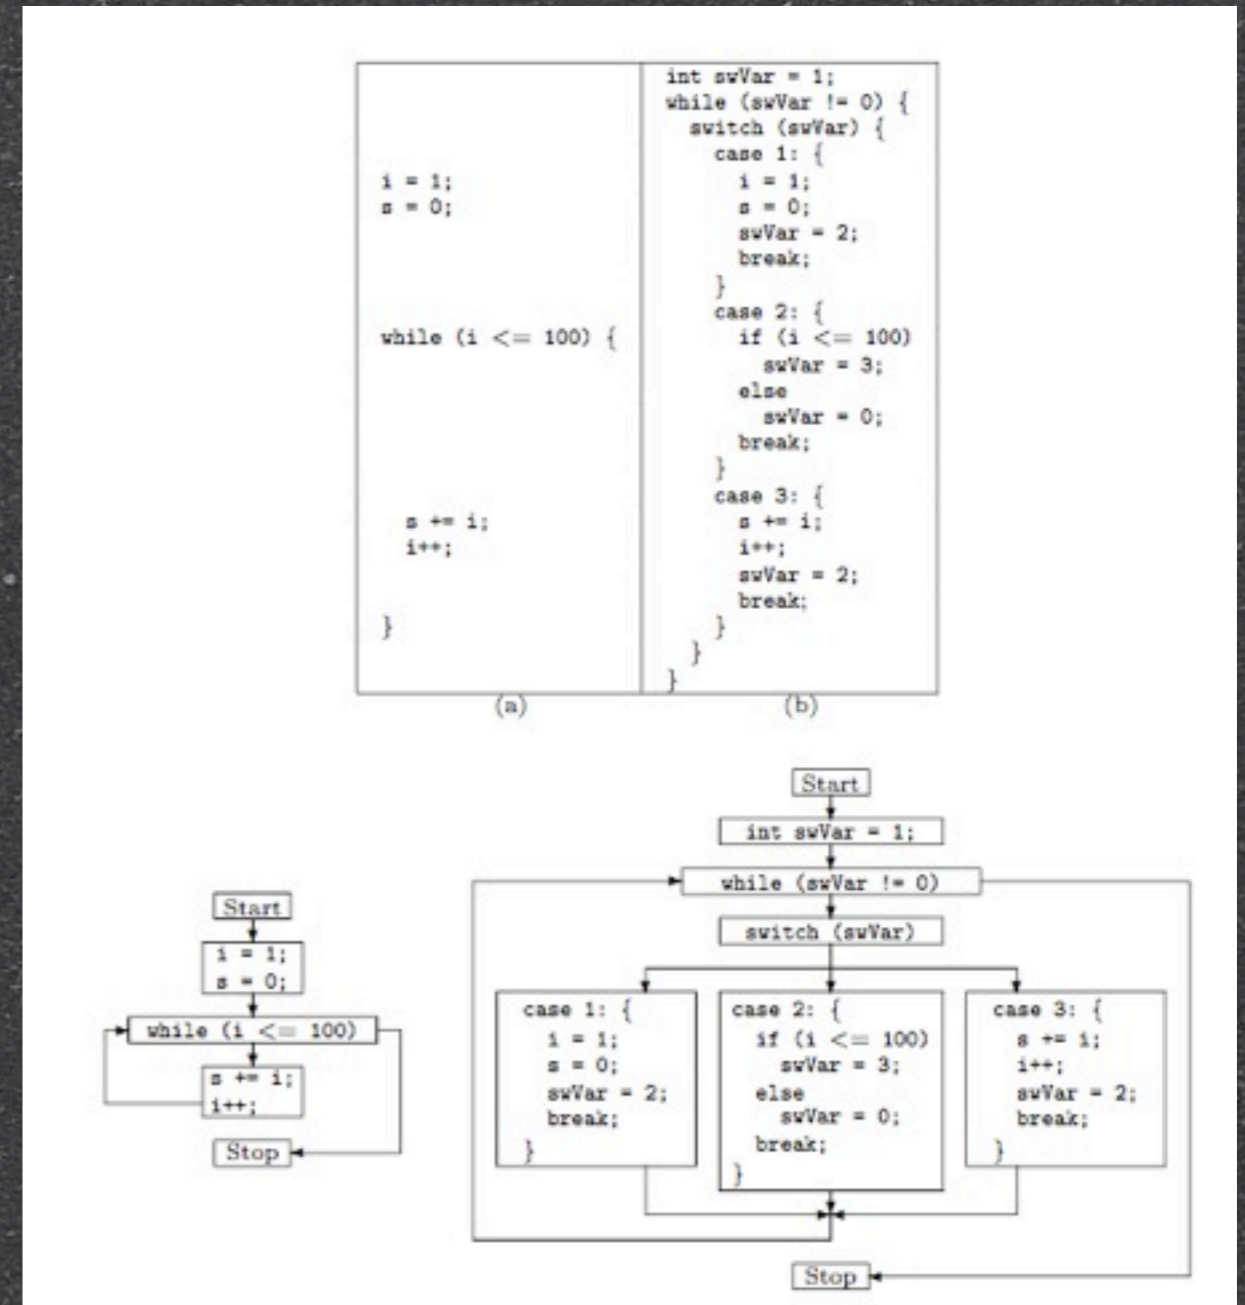 i = 1;
s = 0;
while (i <= 100) {
s += i;
i++;
}
(a)
int swVar = 1;
while (swVar != 0) {
switch (swVar) {
case 1: {
i = 1;
s = 0;
swVar = 2;
break;
}
case 2: {
if (i <= 100)
swVar = 3;
else
swVar = 0;
break;
}
case 3: {
s += i;
i++;
swVar = 2;
break;
}
}
}
(b)
Start
i = 1;
s = 0;
while (i <= 100)
s += i;
i++;
Stop
Start
int swVar = 1;
while (swVar != 0)
switch (swVar)
case 1: {
i = 1;
s = 0;
swVar = 2;
break;
}
case 2: {
if (i <= 100)
swVar = 3;
else
swVar = 0;
break;
}
case 3: {
s += i;
i++;
swVar = 2;
break;
}
Stop